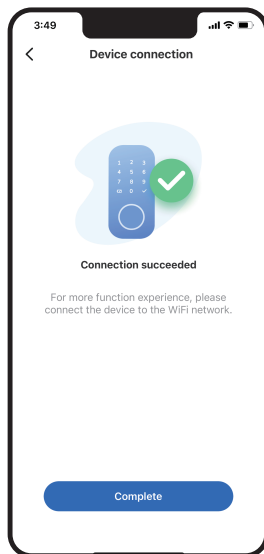 3:49
Device connection
1 2 3
4 5 6
7 8 9
0
Connection succeeded
For more function experience, please
connect the device to the WiFi network.
Complete